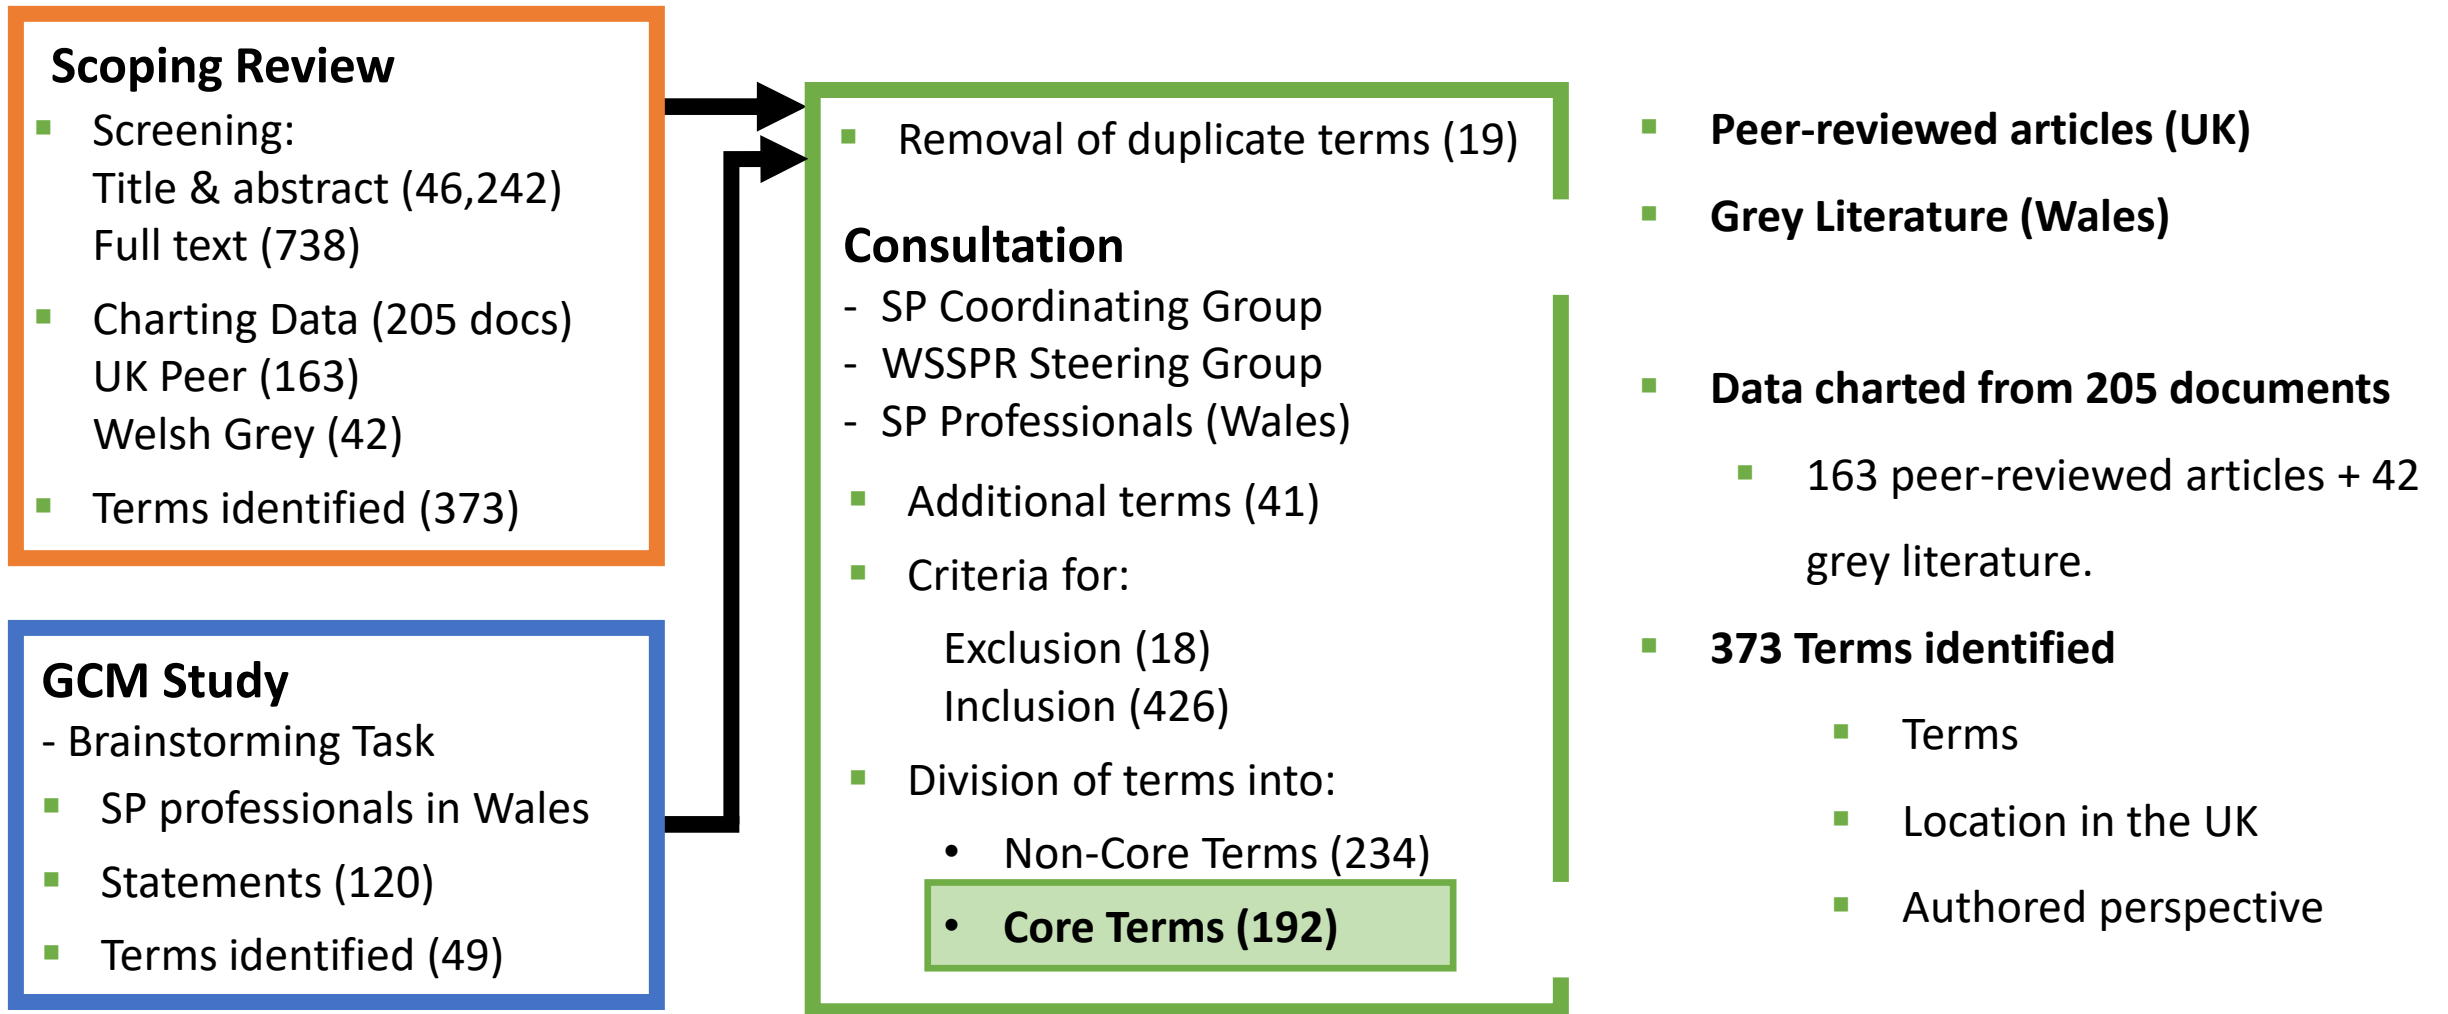 Scoping Review
▪ Screening:
Title & abstract (46,242)
Full text (738)
▪ Charting Data (205 docs)
UK Peer (163)
Welsh Grey (42)
▪ Terms identified (373)
GCM Study
- Brainstorming Task
▪ SP professionals in Wales
▪ Statements (120)
▪ Terms identified (49)
▪ Removal of duplicate terms (19)
Consultation
- SP Coordinating Group
- WSSPR Steering Group
- SP Professionals (Wales)
▪ Additional terms (41)
▪ Criteria for:
Exclusion (18)
Inclusion (426)
▪ Division of terms into:
• Non-Core Terms (234)
• Core Terms (192)
▪ Peer-reviewed articles (UK)
▪ Grey Literature (Wales)
▪ Data charted from 205 documents
▪ 163 peer-reviewed articles + 42
grey literature.
▪ 373 Terms identified
▪ Terms
▪ Location in the UK
▪ Authored perspective